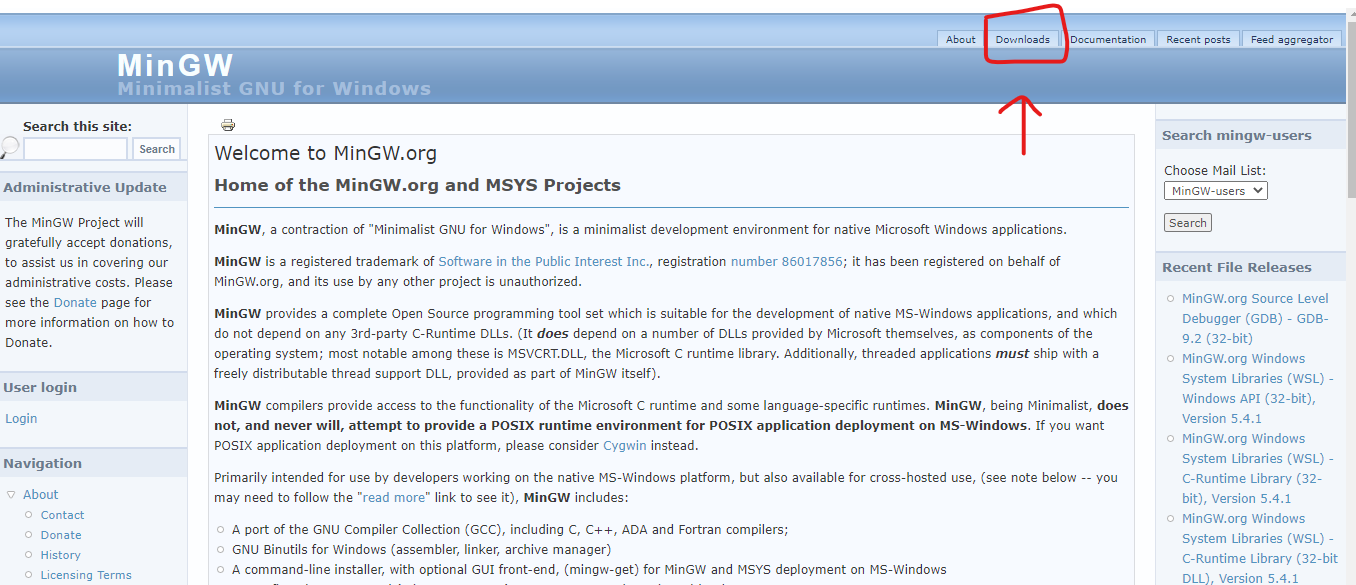 About
Downloads
Documentation
Recent posts
Feed aggregator
MinGW
Minimalist GNU for Windows
Search this site:
Search
Administrative Update
The MinGW Project will
gratefully accept donations,
to assist us in covering our
administrative costs. Please
see the Donate page for
more information on how to
Donate.
User login
Login
Navigation
About
Contact
Donate
History
Licensing Terms
Welcome to MinGW.org
Home of the MinGW.org and MSYS Projects
MinGW, a contraction of "Minimalist GNU for Windows", is a minimalist development environment for native Microsoft Windows applications.
MinGW is a registered trademark of Software in the Public Interest Inc., registration number 86017856; it has been registered on behalf of
MinGW.org, and its use by any other project is unauthorized.
MinGW provides a complete Open Source programming tool set which is suitable for the development of native MS-Windows applications, and which
do not depend on any 3rd-party C-Runtime DLLs. (It does depend on a number of DLLs provided by Microsoft themselves, as components of the
operating system; most notable among these is MSVCRT.DLL, the Microsoft C runtime library. Additionally, threaded applications must ship with a
freely distributable thread support DLL, provided as part of MinGW itself).
MinGW compilers provide access to the functionality of the Microsoft C runtime and some language-specific runtimes. MinGW, being Minimalist, does
not, and never will, attempt to provide a POSIX runtime environment for POSIX application deployment on MS-Windows. If you want
POSIX application deployment on this platform, please consider Cygwin instead.
Primarily intended for use by developers working on the native MS-Windows platform, but also available for cross-hosted use, (see note below -- you
may need to follow the "read more" link to see it), MinGW includes:
A port of the GNU Compiler Collection (GCC), including C, C++, ADA and Fortran compilers;
GNU Binutils for Windows (assembler, linker, archive manager)
A command-line installer, with optional GUI front-end, (mingw-get) for MinGW and MSYS deployment on MS-Windows
Search mingw-users
Choose Mail List:
MinGW-users
Search
Recent File Releases
MinGW.org Source Level
Debugger (GDB) - GDB-
9.2 (32-bit)
MinGW.org Windows
System Libraries (WSL) -
Windows API (32-bit),
Version 5.4.1
MinGW.org Windows
System Libraries (WSL) -
C-Runtime Library (32-
bit), Version 5.4.1
MinGW.org Windows
System Libraries (WSL) -
C-Runtime Library (32-bit
DLL), Version 5.4.1